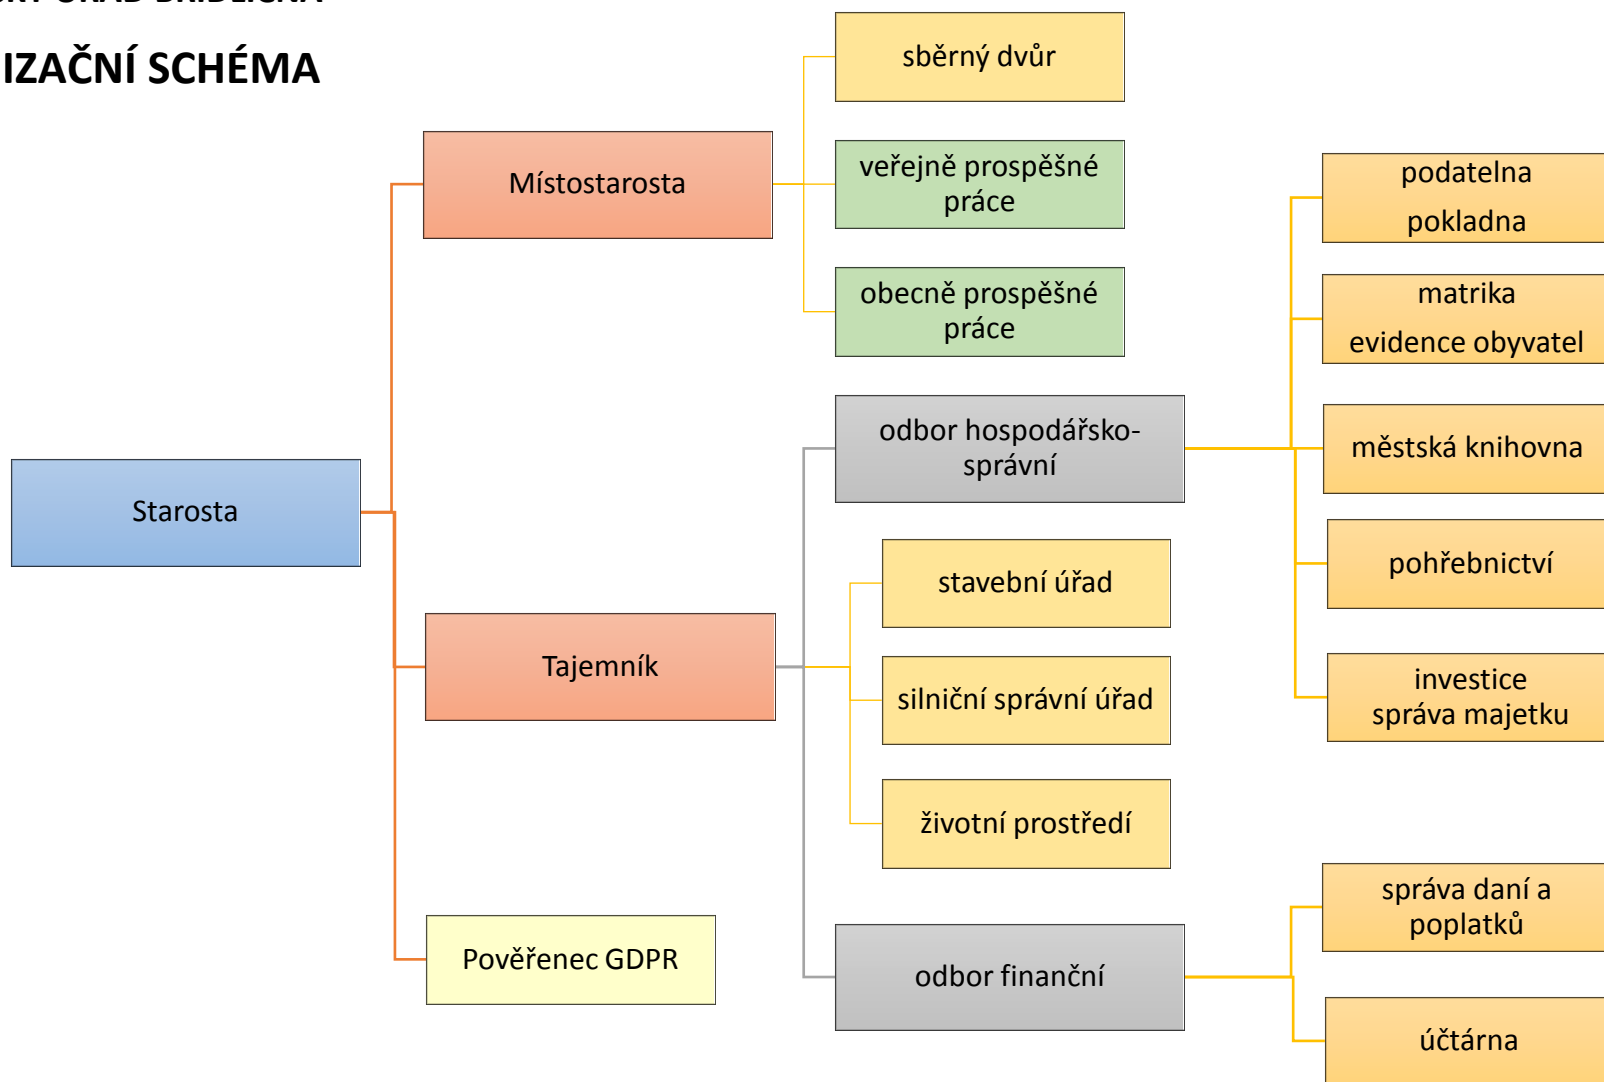 ÚŘAD BŘIDLIČNÁ
IZAČNÍ SCHÉMA
Starosta
Místostarosta
sběrný dvůr
veřejně prospěšné
práce
obecně prospěšné
práce
Tajemník
odbor hospodářsko-
správní
podatelna
pokladna
matrika
evidence obyvatel
městská knihovna
pohřebnictví
investice
správa majetku
stavební úřad
silniční správní úřad
životní prostředí
odbor finanční
správa daní a
poplatků
účtárna
Pověřenec GDPR